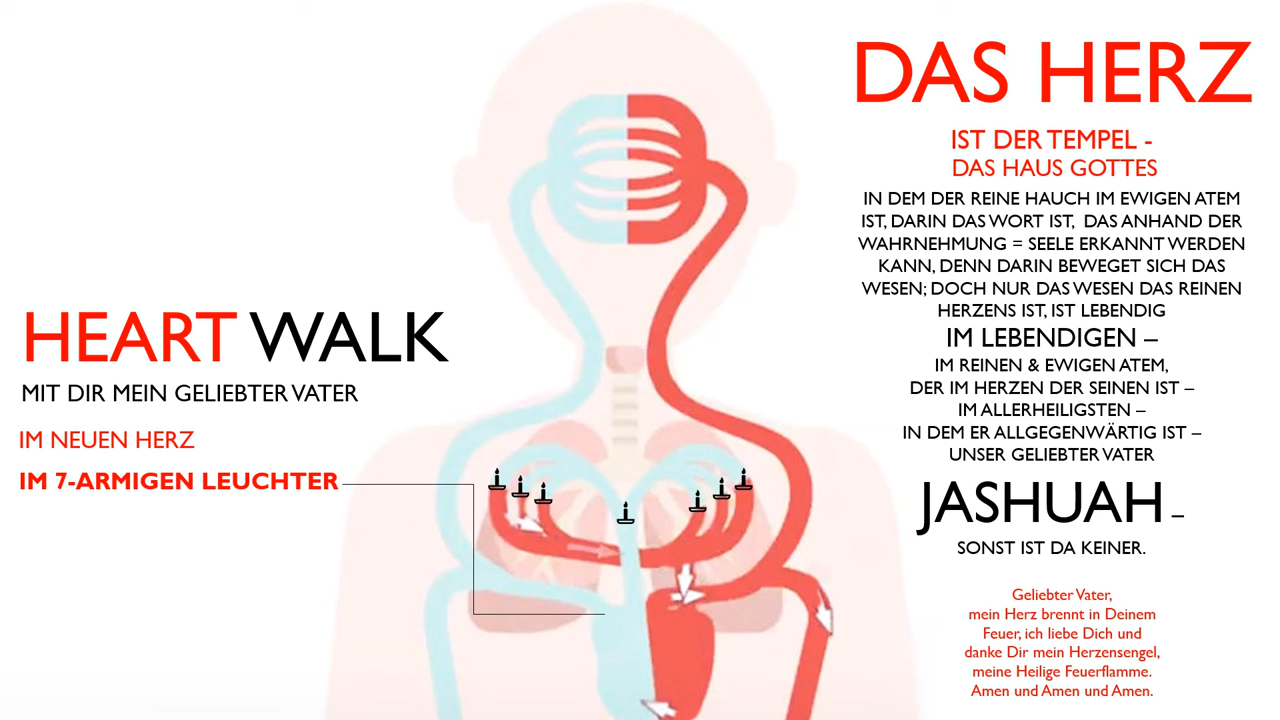 HEART WALK
MIT DIR MEIN GELIEBTER VATER
IM NEUEN HERZ
IM 7-ARMIGEN LEUCHTER
DAS HERZ
IST DER TEMPEL -
DAS HAUS GOTTES
IN DEM DER REINE HAUCH IM EWIGEN ATEM
IST, DARIN DAS WORT IST, DAS ANHAND DER
WAHRNEHMUNG = SEELE ERKANNT WERDEN
KANN, DENN DARIN BEWEGET SICH DAS
WESEN; DOCH NUR DAS WESEN DAS REINEN
HERZENS IST, IST LEBENDIG
IM LEBENDIGEN –
IM REINEN & EWIGEN ATEM,
DER IM HERZEN DER SEINEN IST –
IM ALLERHEILIGSTEN –
IN DEM ER ALLGEGENWÄRTIG IST –
UNSER GELIEBTER VATER
JASHUAH –
SONST IST DA KEINER.
Geliebter Vater,
mein Herz brennt in Deinem
Feuer, ich liebe Dich und
danke Dir mein Herzensengel,
meine Heilige Feuerflamme.
Amen und Amen und Amen.